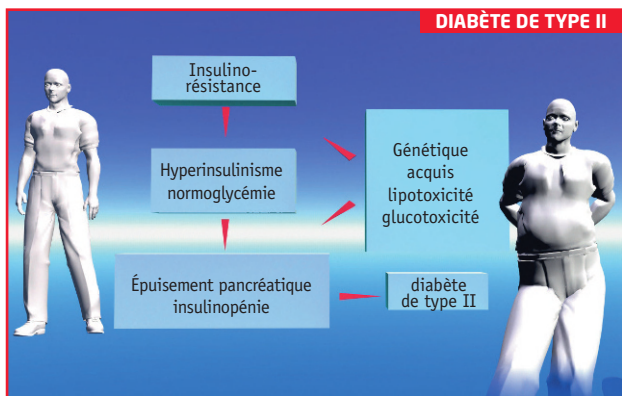 DIABÈTE DE TYPE II
Insulino-
résistance
Hyperinsulinisme
normoglycémie
Génétique
acquis
lipotoxicité
glucotoxicité
Épuisement pancréatique
insulinopénie
diabète
de type II